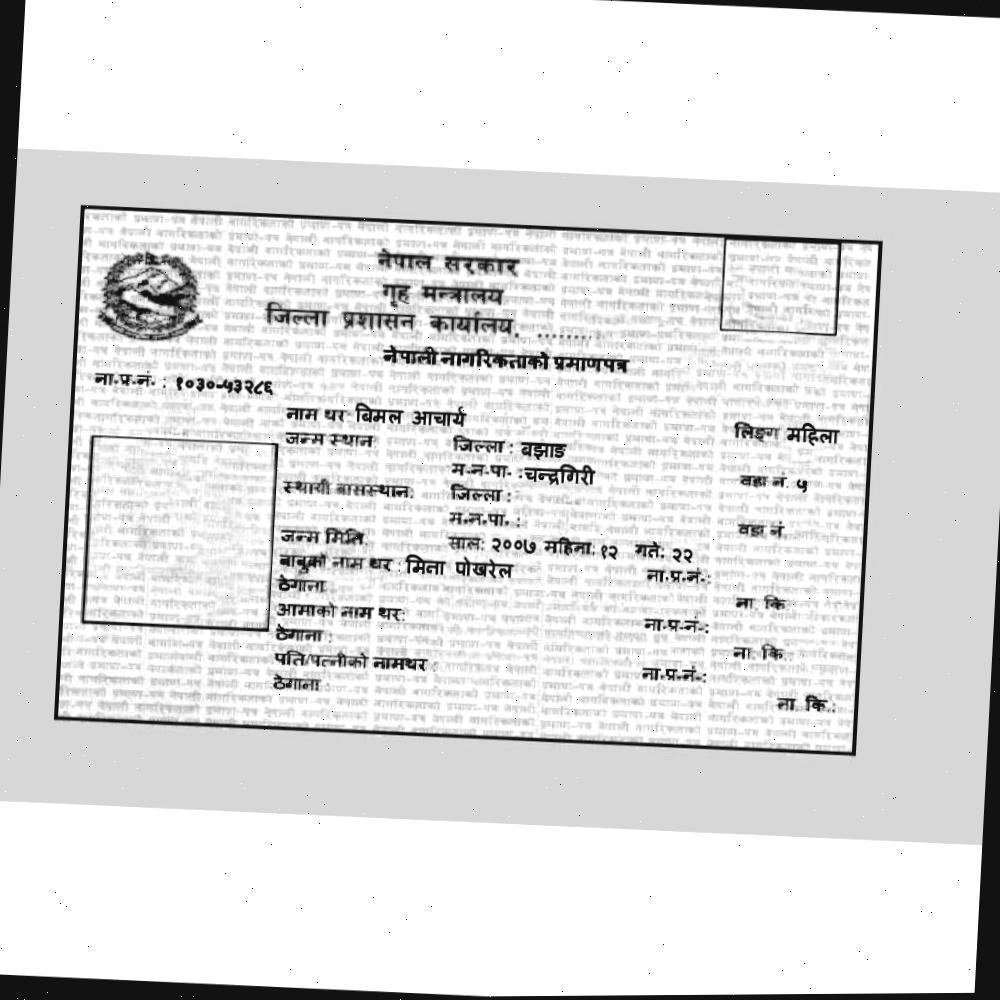 नेपाल सरकार
गृह मन्त्रालय
जिल्ला प्रशासन कार्यालय, .........
नेपाली नागरिकताको प्रमाणपत्र
ना.प्र.नं. : १०३०-५३२८६
नाम थर: बिमल आचार्य लिङ्ग महिला
जन्म स्थान: जिल्ला : बझाङ
म.न.पा. : चन्द्रगिरी वडा नं. ५
स्थायी बासस्थान: जिल्ला :
म.न.पा. : वडा नं.
जन्म मिति: साल: २००७ महिना: १२ गते: २२
बाबुको नाम थर : मिना पोखरेल ना.प्र.नं.:
ठेगाना: ना. कि.:
आमाको नाम थर: ना.प्र.नं.:
ठेगाना : ना. कि.:
पति/पत्नीको नामथर : ना.प्र.नं.:
ठेगाना : ना. कि.: